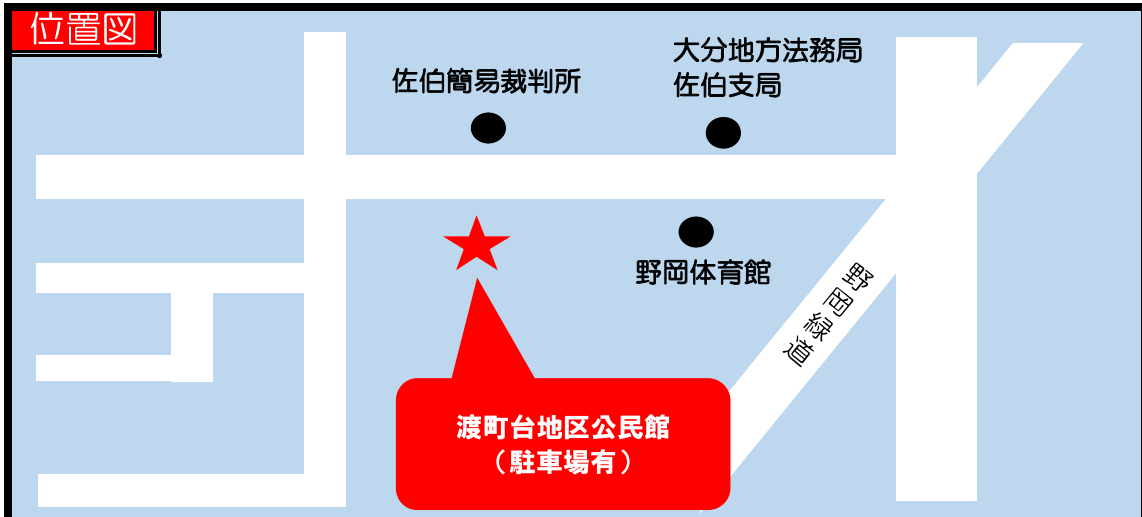 位置図
佐伯簡易裁判所
大分地方法務局
佐伯支局
野岡体育館
野岡緑道
渡町台地区公民館
（駐車場有）